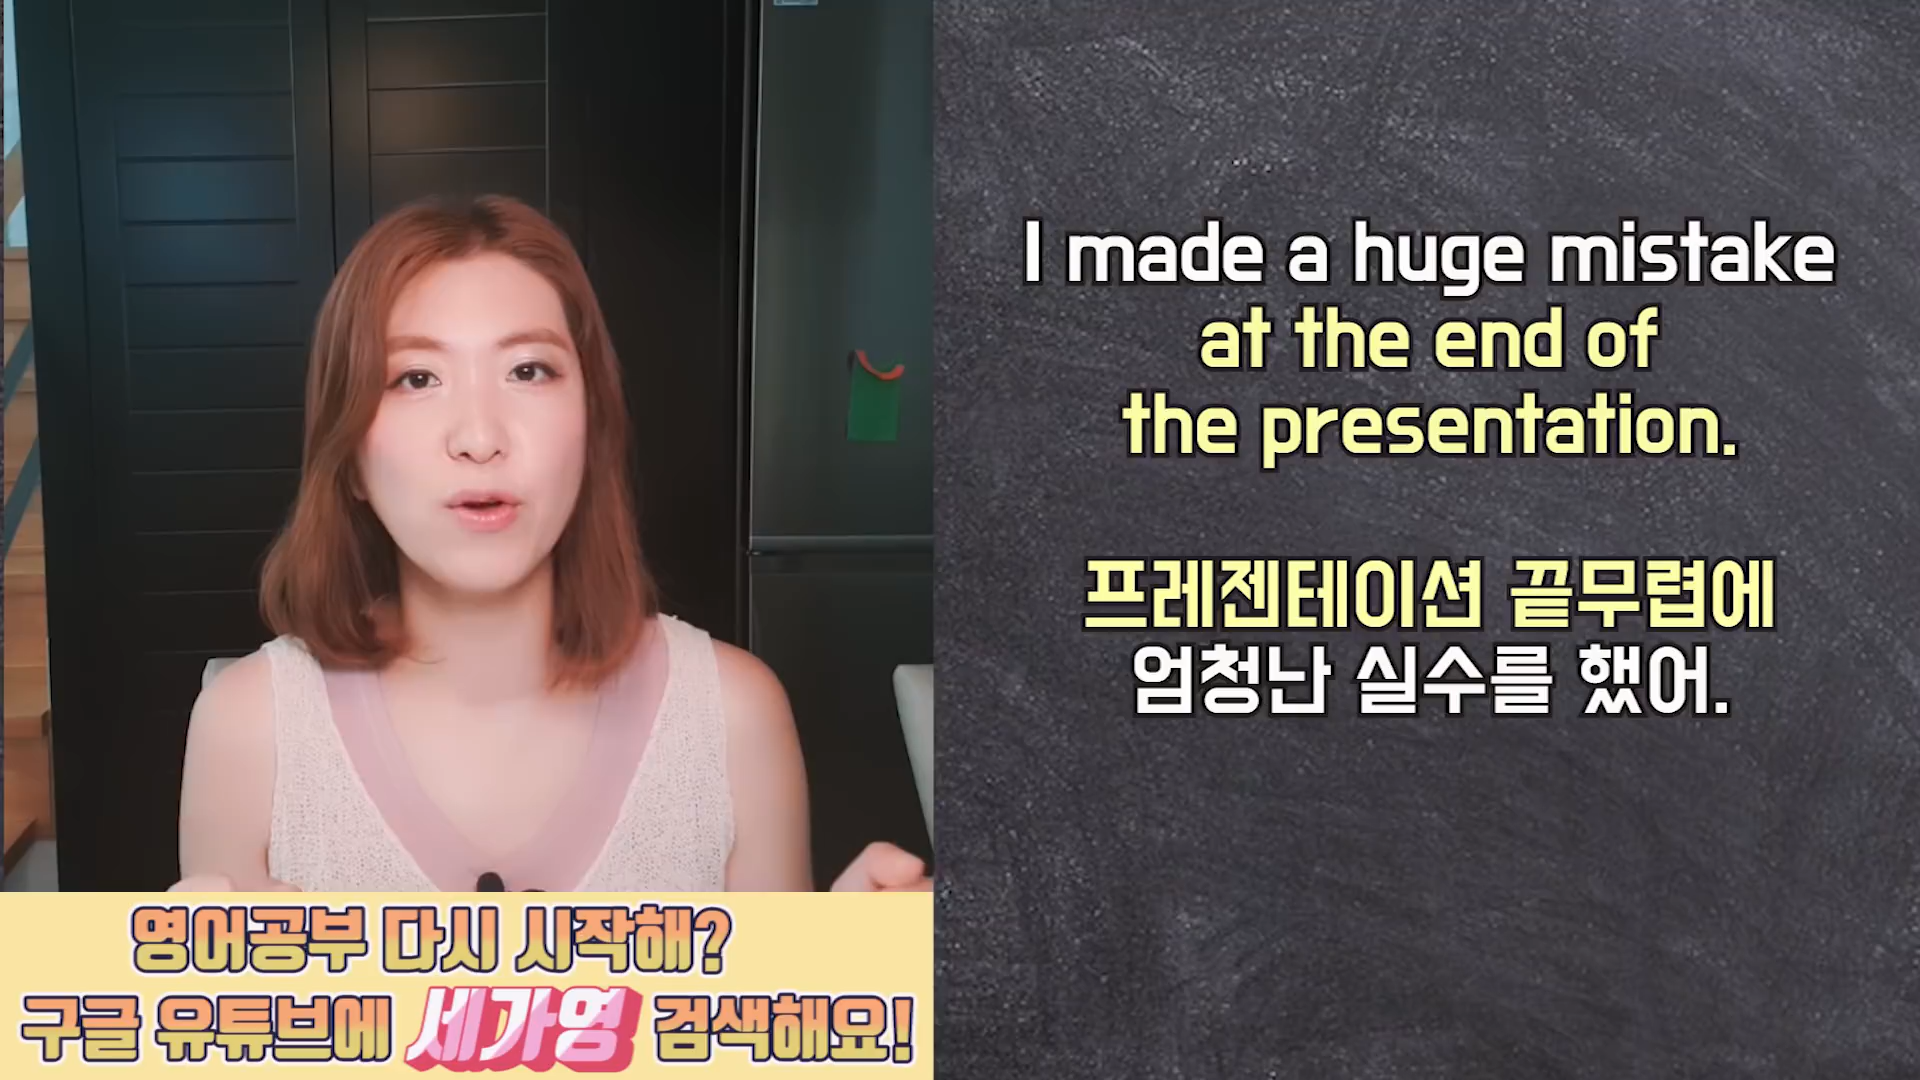 I made a huge mistake
at the end of
the presentation.
프레젠테이션 끝무렵에
엄청난 실수를 했어.
영어공부 다시 시작해?
구글 유튜브에 세가영 검색해요!